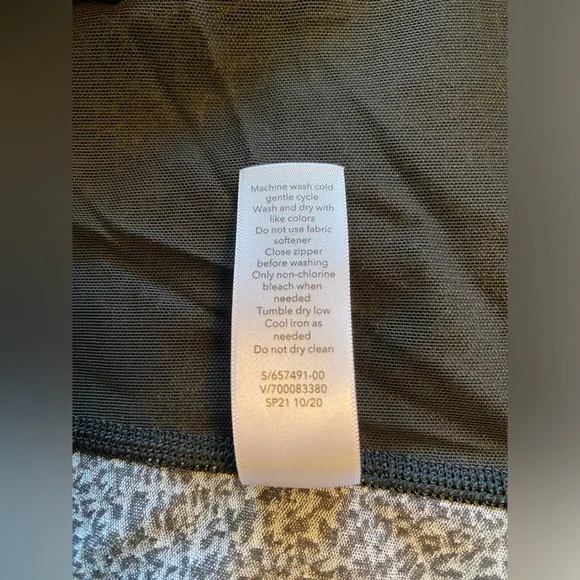 Machine wash cold
gentle cycle
Wash and dry with
like colors
Do not use fabric
softener
Close zipper
before washing
Only non-chlorine
bleach when
needed
Tumble dry low
Cool iron as
needed
Do not dry clean
S/657491-00
V/700083380
SP21 10/20